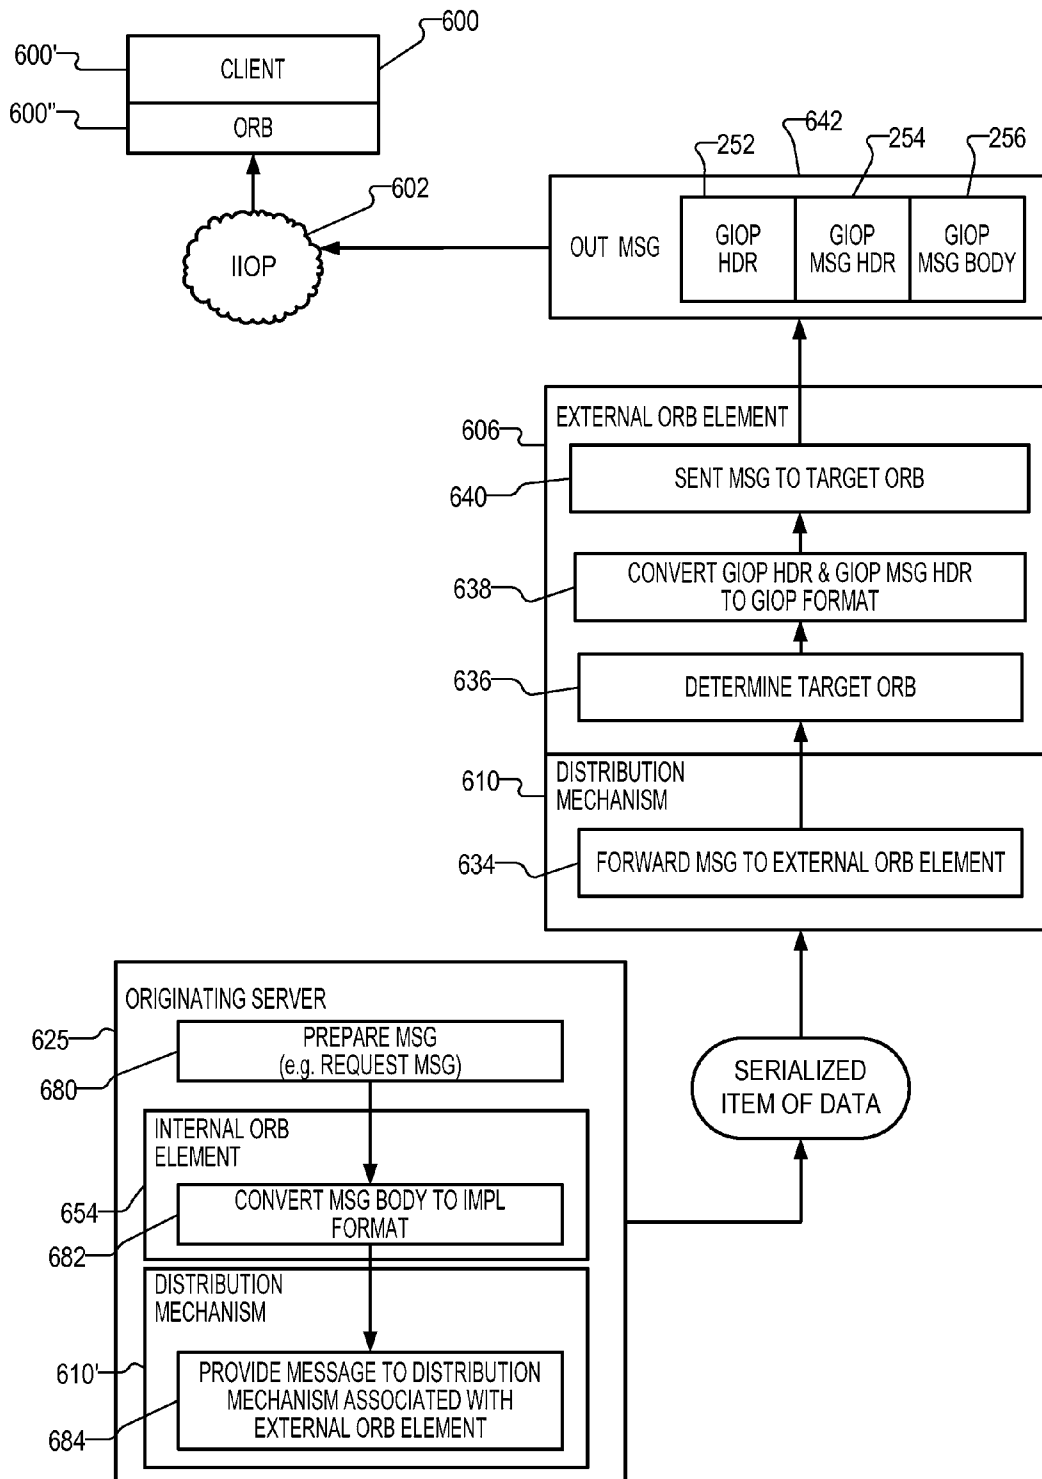 600
600'
CLIENT
600"
ORB
602
IIOP
642
252
254
256
OUT MSG
GIOP
HDR
GIOP
MSG HDR
GIOP
MSG BODY
EXTERNAL ORB ELEMENT
606
SENT MSG TO TARGET ORB
640
CONVERT GIOP HDR & GIOP MSG HDR
TO GIOP FORMAT
638
DETERMINE TARGET ORB
636
DISTRIBUTION
MECHANISM
610
FORWARD MSG TO EXTERNAL ORB ELEMENT
634
ORIGINATING SERVER
625
PREPARE MSG
(e.g. REQUEST MSG)
680
SERIALIZED
ITEM OF DATA
INTERNAL ORB
ELEMENT
654
CONVERT MSG BODY TO IMPL
FORMAT
682
DISTRIBUTION
MECHANISM
610'
PROVIDE MESSAGE TO DISTRIBUTION
MECHANISM ASSOCIATED WITH
EXTERNAL ORB ELEMENT
684